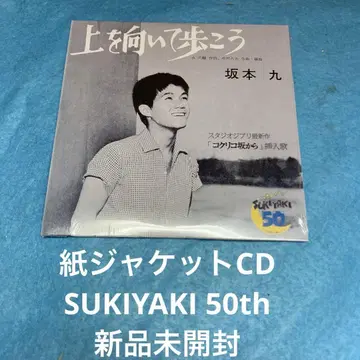 上を向いて歩こう
坂本 九
スタジオジブリ最新作
「コクリコ坂から」挿入歌
SUKIYAKI
50
紙ジャケットCD
SUKIYAKI 50th
新品未開封